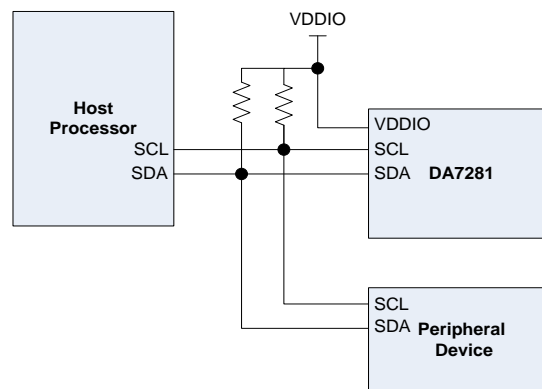 VDDIO
Host
Processor
SCL
SDA
VDDIO
SCL
SDA DA7281
SCL
SDA Peripheral
Device